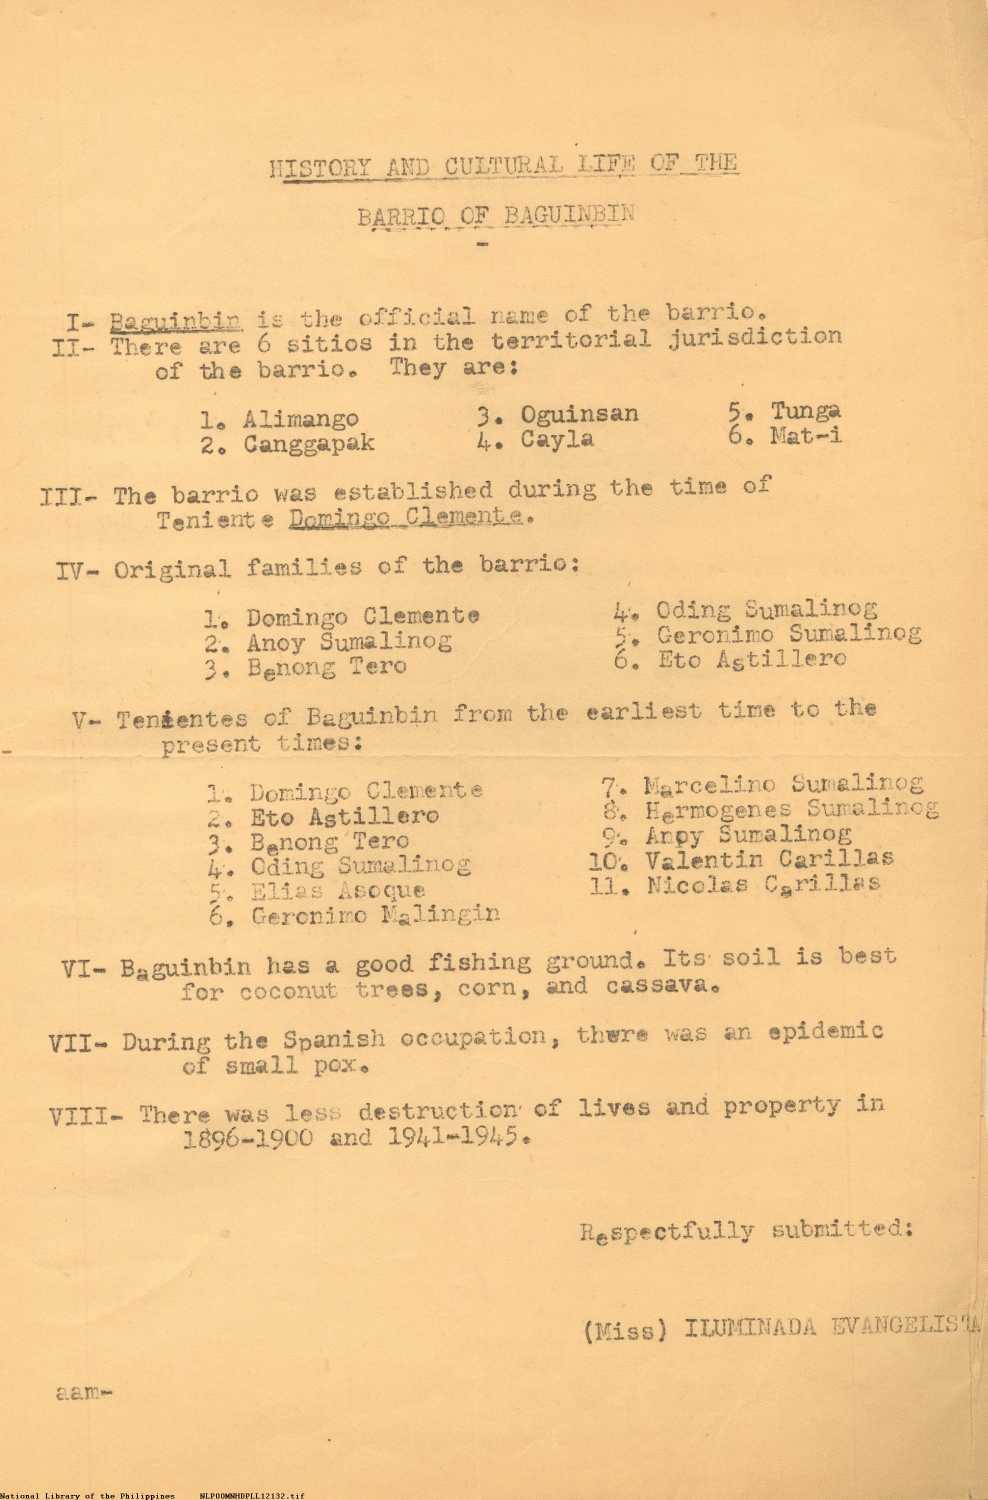 HISTORY AND CULTURAL LIFE OF THE
BARRIO OF BAGUINBIN
-
I- Baguinbin is the official name of the barrio.
II- There are 6 sitios in the territorial jurisdiction
of the barrio. They are:
1. Alimango 3. Oguinsan 5. Tunga
2. Canggapak 4. Cayla 6. Mat-i
III- The barrio was established during the time of
Teniente Domingo Clemente.
IV- Original families of the barrio:
1. Domingo Clemente 4. Oding Sumalinog
2. Anoy Sumalinog 5. Geronimo Sumalinog
3. Benong Tero 6. Eto Astillero
V- Tenientes of Baguinbin from the earliest time to the
present times:
1. Domingo Clemente 7. Marcelino Sumalinog
2. Eto Astillero 8. Hermogenes Sumalinog
3. Benong Tero 9. Anoy Sumalinog
4. Oding Sumalinog 10. Valentin Carillas
5. Elias Asoque 11. Nicolas Carillas
6. Geronimo Malingin
VI- Baguinbin has a good fishing ground. Its soil is best
for coconut trees, corn, and cassava.
VII- During the Spanish occupation, there was an epidemic
of small pox.
VIII- There was less destruction of lives and property in
1896-1900 and 1941-1945.
Respectfully submitted:
(Miss) ILUMINADA EVANGELISTA
aam-
National Library of the Philippines NLPOOMNHDPLL12132.tif